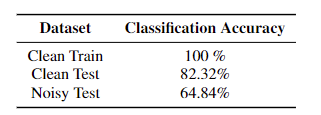 Dataset Classification Accuracy
Clean Train 100 %
Clean Test 82.32%
Noisy Test 64.84%